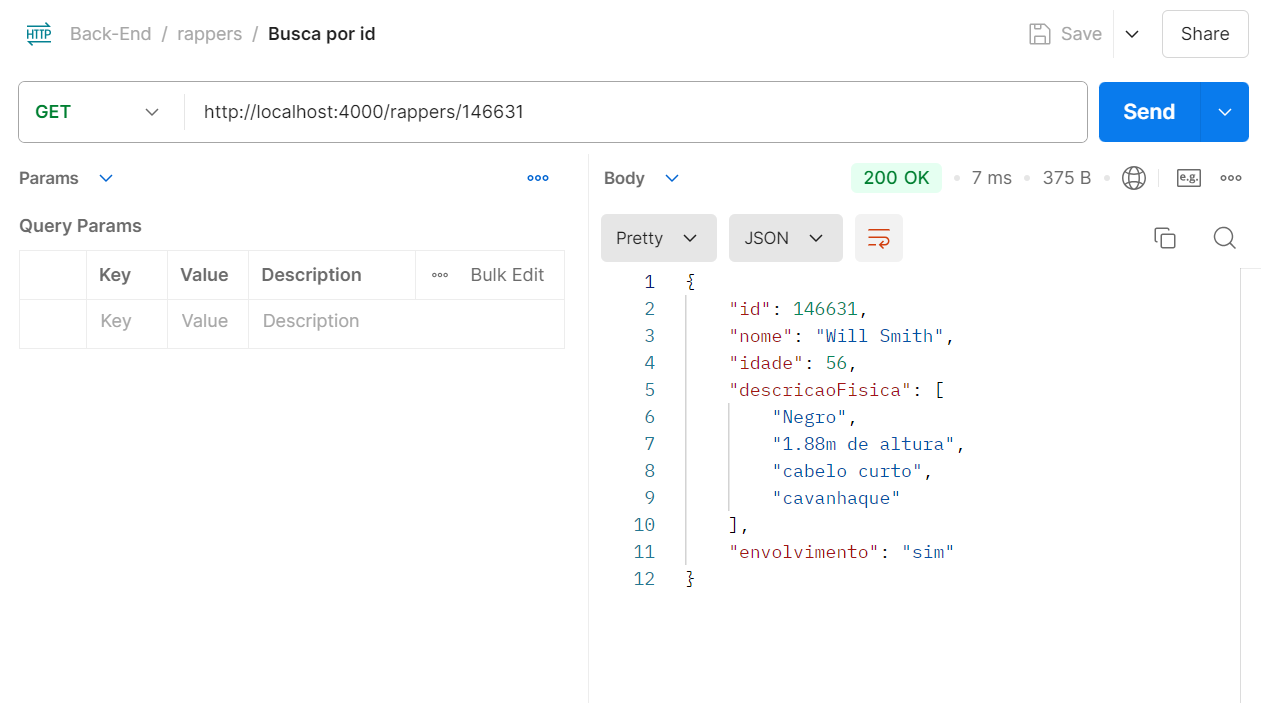 HTTP Back-End / rappers / Busca por id Save Share
GET http://localhost:4000/rappers/146631 Send
Params
Query Params
Key Value Description Bulk Edit
Key Value Description
Body 200 OK 7 ms 375 B e.g.
Pretty JSON
1 {
2 "id": 146631,
3 "nome": "Will Smith",
4 "idade": 56,
5 "descricaoFisica": [
6 "Negro",
7 "1.88m de altura",
8 "cabelo curto",
9 "cavanhaque"
10 ],
11 "envolvimento": "sim"
12 }